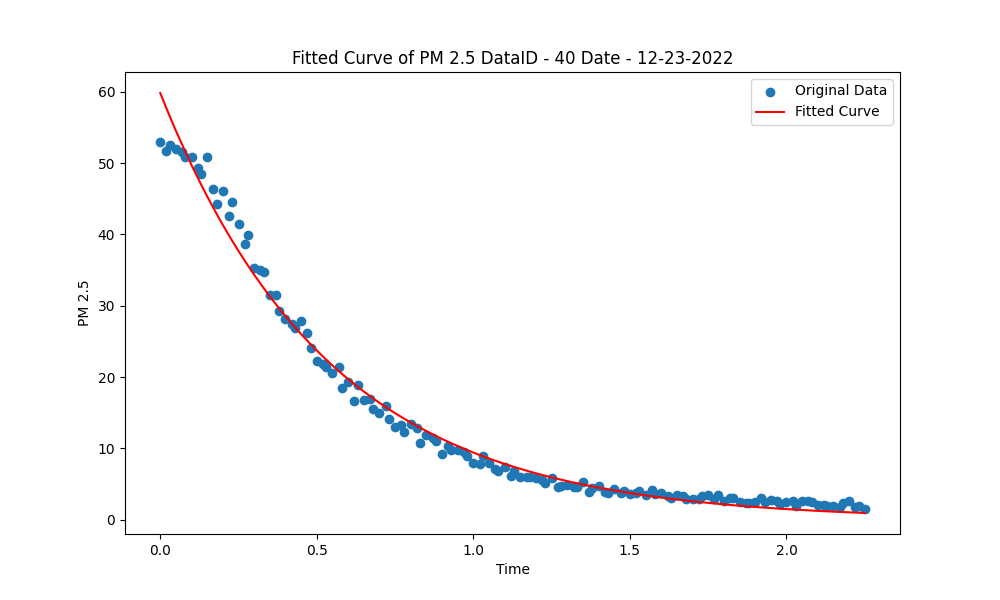 Fitted Curve of PM 2.5 DataID - 40 Date - 12-23-2022
Original Data
Fitted Curve
60
50
40
30
20
10
0
PM 2.5
0.0 0.5 1.0 1.5 2.0
Time